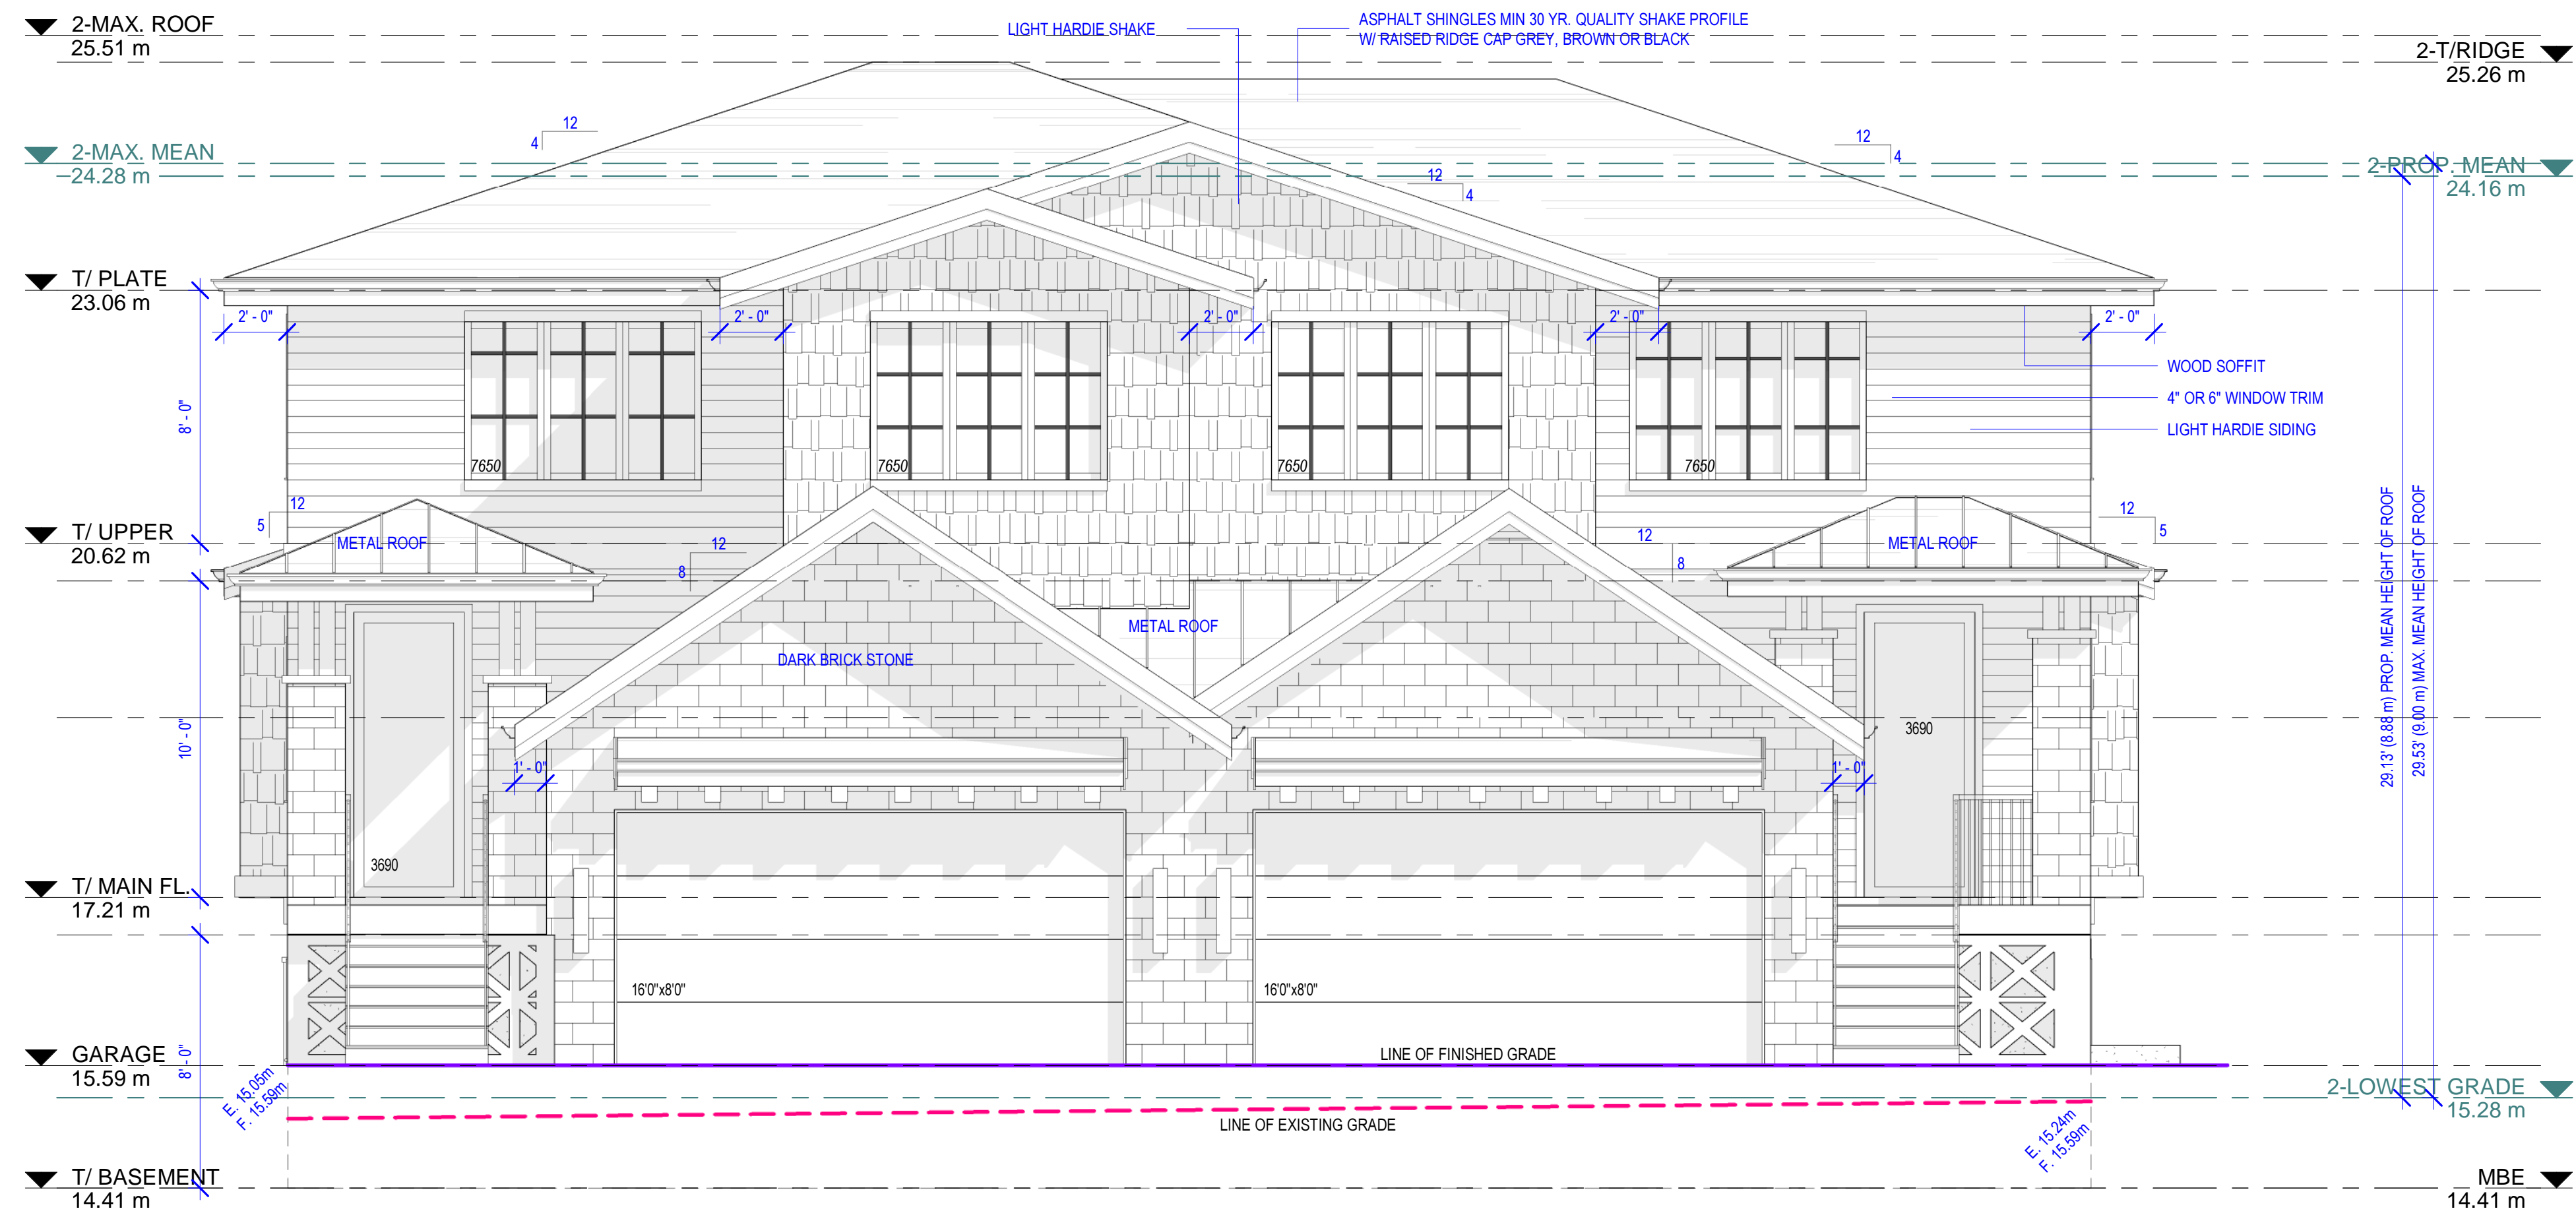 2-MAX. ROOF
25.51 m
LIGHT HARDIE SHAKE
ASPHALT SHINGLES MIN 30 YR. QUALITY SHAKE PROFILE
W/ RAISED RIDGE CAP GREY, BROWN OR BLACK
2-T/RIDGE
25.26 m
12
4
12
4
2-MAX. MEAN
24.28 m
2-PROP. MEAN
24.16 m
12
4
T/ PLATE
23.06 m
2' - 0"
2' - 0"
2' - 0"
2' - 0"
2' - 0"
WOOD SOFFIT
4" OR 6" WINDOW TRIM
LIGHT HARDIE SIDING
8' - 0"
7650
7650
7650
7650
12
5
12
5
T/ UPPER
20.62 m
METAL ROOF
12
8
12
8
METAL ROOF
METAL ROOF
DARK BRICK STONE
29.13' (8.88 m) PROP. MEAN HEIGHT OF ROOF
29.53' (9.00 m) MAX. MEAN HEIGHT OF ROOF
10' - 0"
3690
1' - 0"
1' - 0"
3690
T/ MAIN FL.
17.21 m
16'0"x8'0"
16'0"x8'0"
GARAGE
15.59 m
8' - 0"
LINE OF FINISHED GRADE
E. 15.05m
F. 15.59m
2-LOWEST GRADE
15.28 m
LINE OF EXISTING GRADE
E. 15.24m
F. 15.59m
T/ BASEMENT
14.41 m
MBE
14.41 m